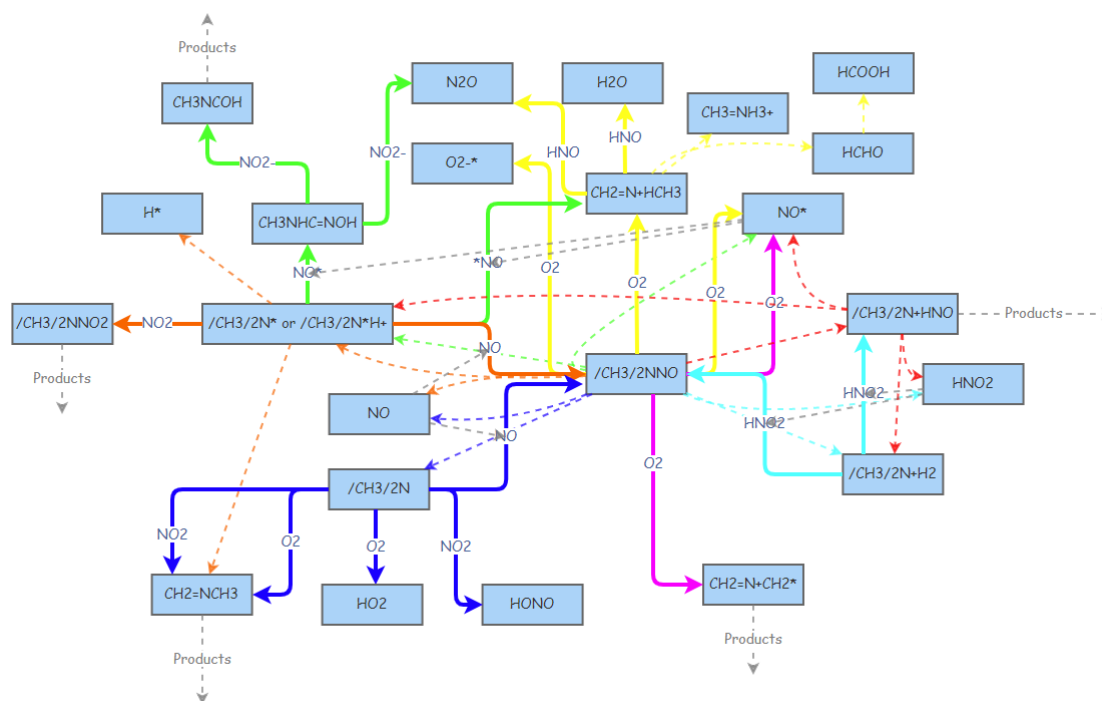 Products
N2O
H2O
HCOOH
CH3NCOH
CH3=NH3+
NO2-
NO2-
HNO
HNO
HCHO
O2-*
CH2=N+HCH3
H*
CH3NHC=NOH
NO*
NO*
*NO
O2
O2
O2
O2
/CH3/2NNO2
NO2
/CH3/2N* or /CH3/2N*H+
NO
/CH3/2N+HNO
Products
Products
/CH3/2NNO
HNO2
HNO2
NO
NO
HNO2
O2
/CH3/2N+H2
/CH3/2N
NO2
O2
O2
NO2
CH2=NCH3
HO2
HONO
CH2=N+CH2*
Products
Products